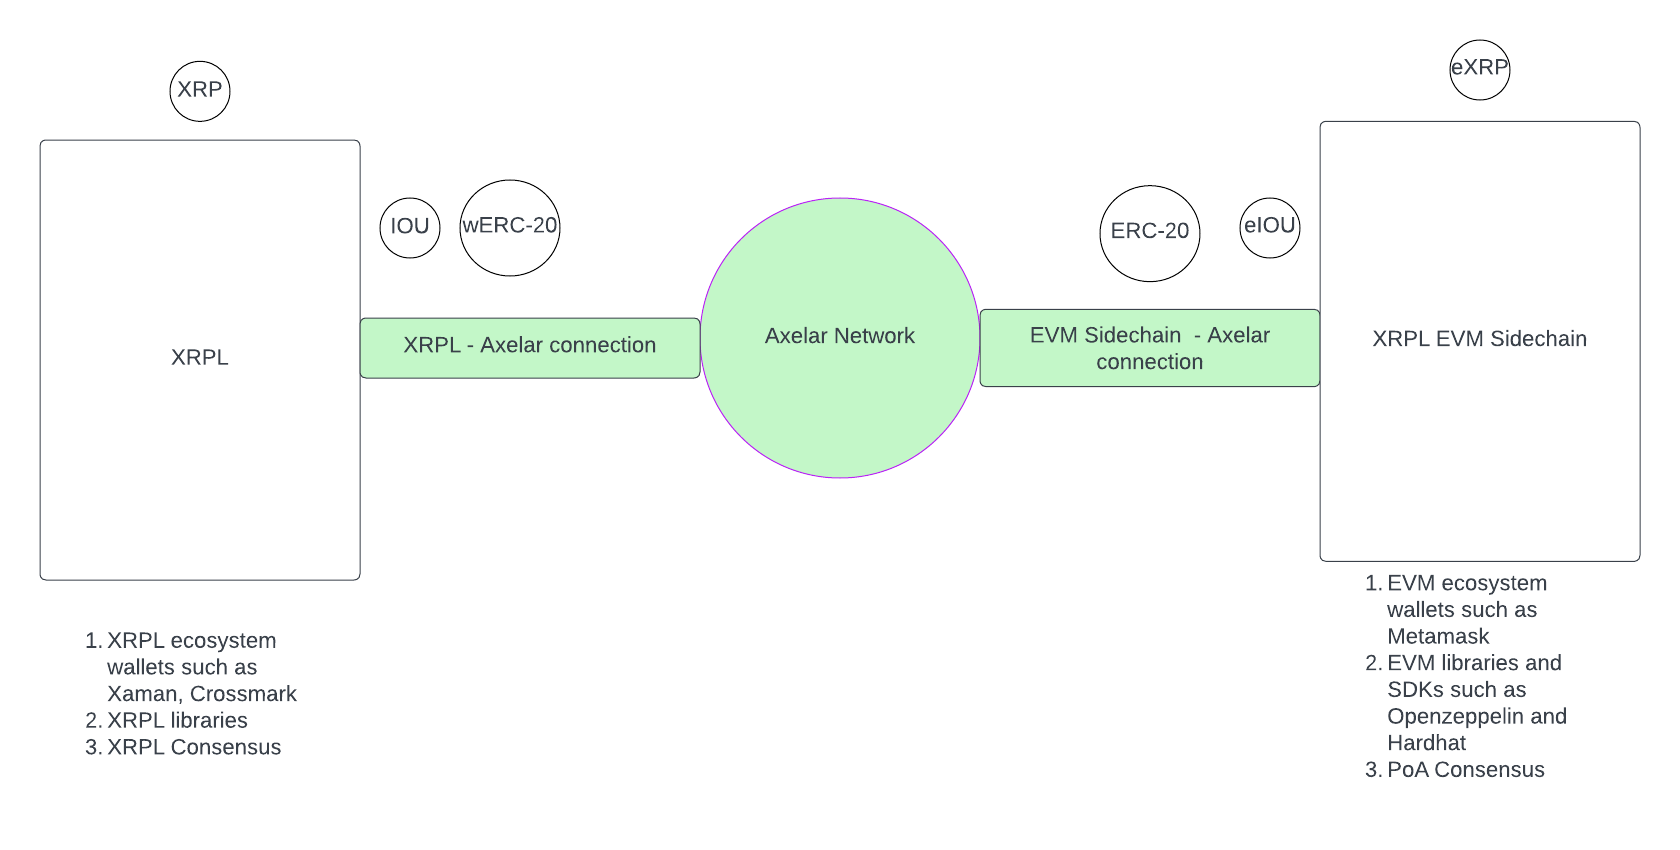 XRP
eXRP
IOU
wERC-20
ERC-20
eIOU
XRPL
XRPL - Axelar connection
Axelar Network
EVM Sidechain  - Axelar
connection
XRPL EVM Sidechain
1. XRPL ecosystem
wallets such as
Xaman, Crossmark
2. XRPL libraries
3. XRPL Consensus
1. EVM ecosystem
wallets such as
Metamask
2. EVM libraries and
SDKs such as
Openzeppelin and
Hardhat
3. PoA Consensus